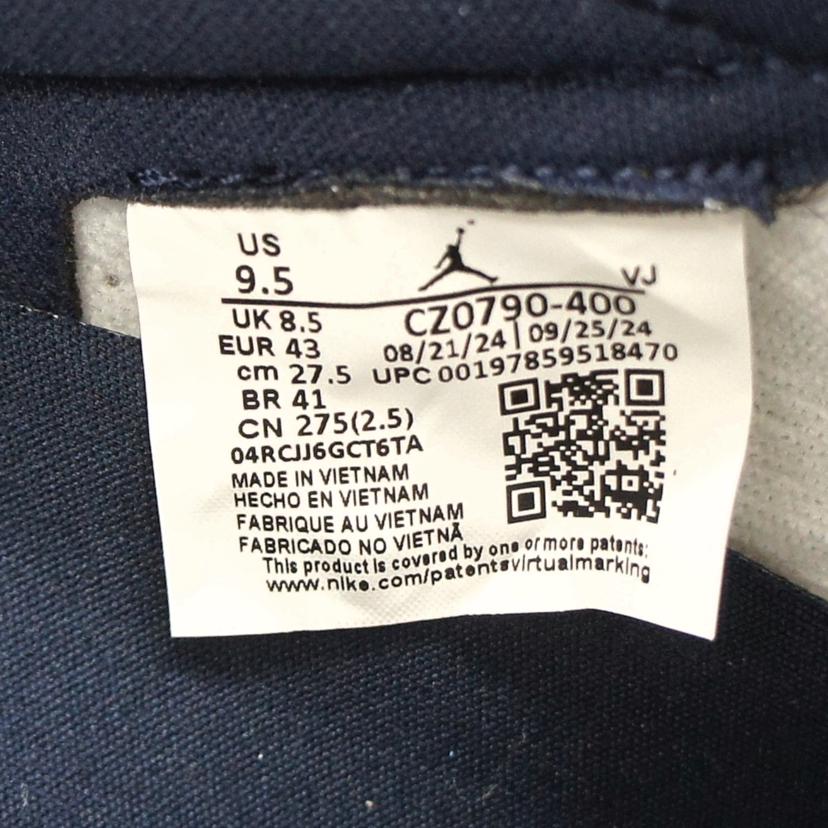 US
9.5
VJ
UK 8.5
CZ0790-400
EUR 43
08/21/24 | 09/25/24
cm 27.5
UPC 00197859518470
BR 41
CN 275(2.5)
04RCJJ6GCT6TA
MADE IN VIETNAM
HECHO EN VIETNAM
FABRIQUE AU VIETNAM
FABRICADO NO VIETNÃ
This product is covered by one or more patents:
www.nike.com/patentsvirtualmarking